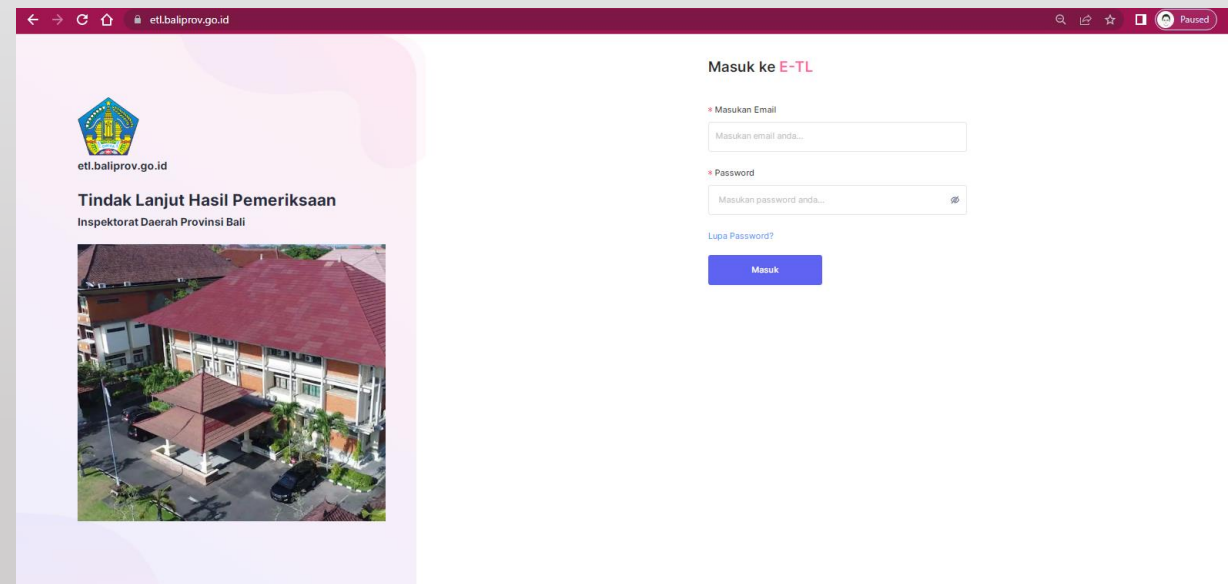 etl.baliprov.go.id
Paused
etl.baliprov.go.id
Tindak Lanjut Hasil Pemeriksaan
Inspektorat Daerah Provinsi Bali
Masuk ke E-TL
* Masukan Email
Masukan email anda...
* Password
Masukan password anda...
Lupa Password?
Masuk